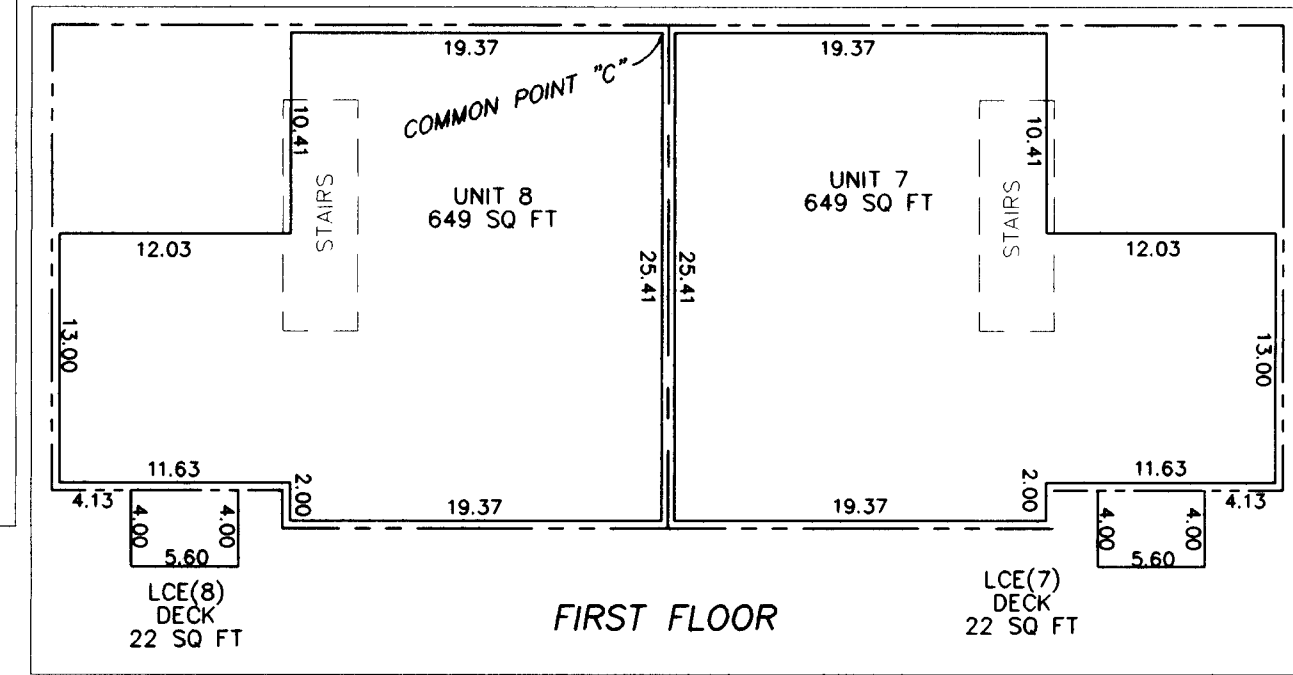 19.37
COMMON POINT "C"
10.41
STAIRS
UNIT 8
649 SQ FT
12.03
25.41
13.00
11.63
2.00
19.37
4.13
4.00
4.00
5.60
LCE(8)
DECK
22 SQ FT
19.37
10.41
STAIRS
UNIT 7
649 SQ FT
12.03
25.41
13.00
11.63
2.00
19.37
4.13
4.00
4.00
5.60
LCE(7)
DECK
22 SQ FT
FIRST FLOOR